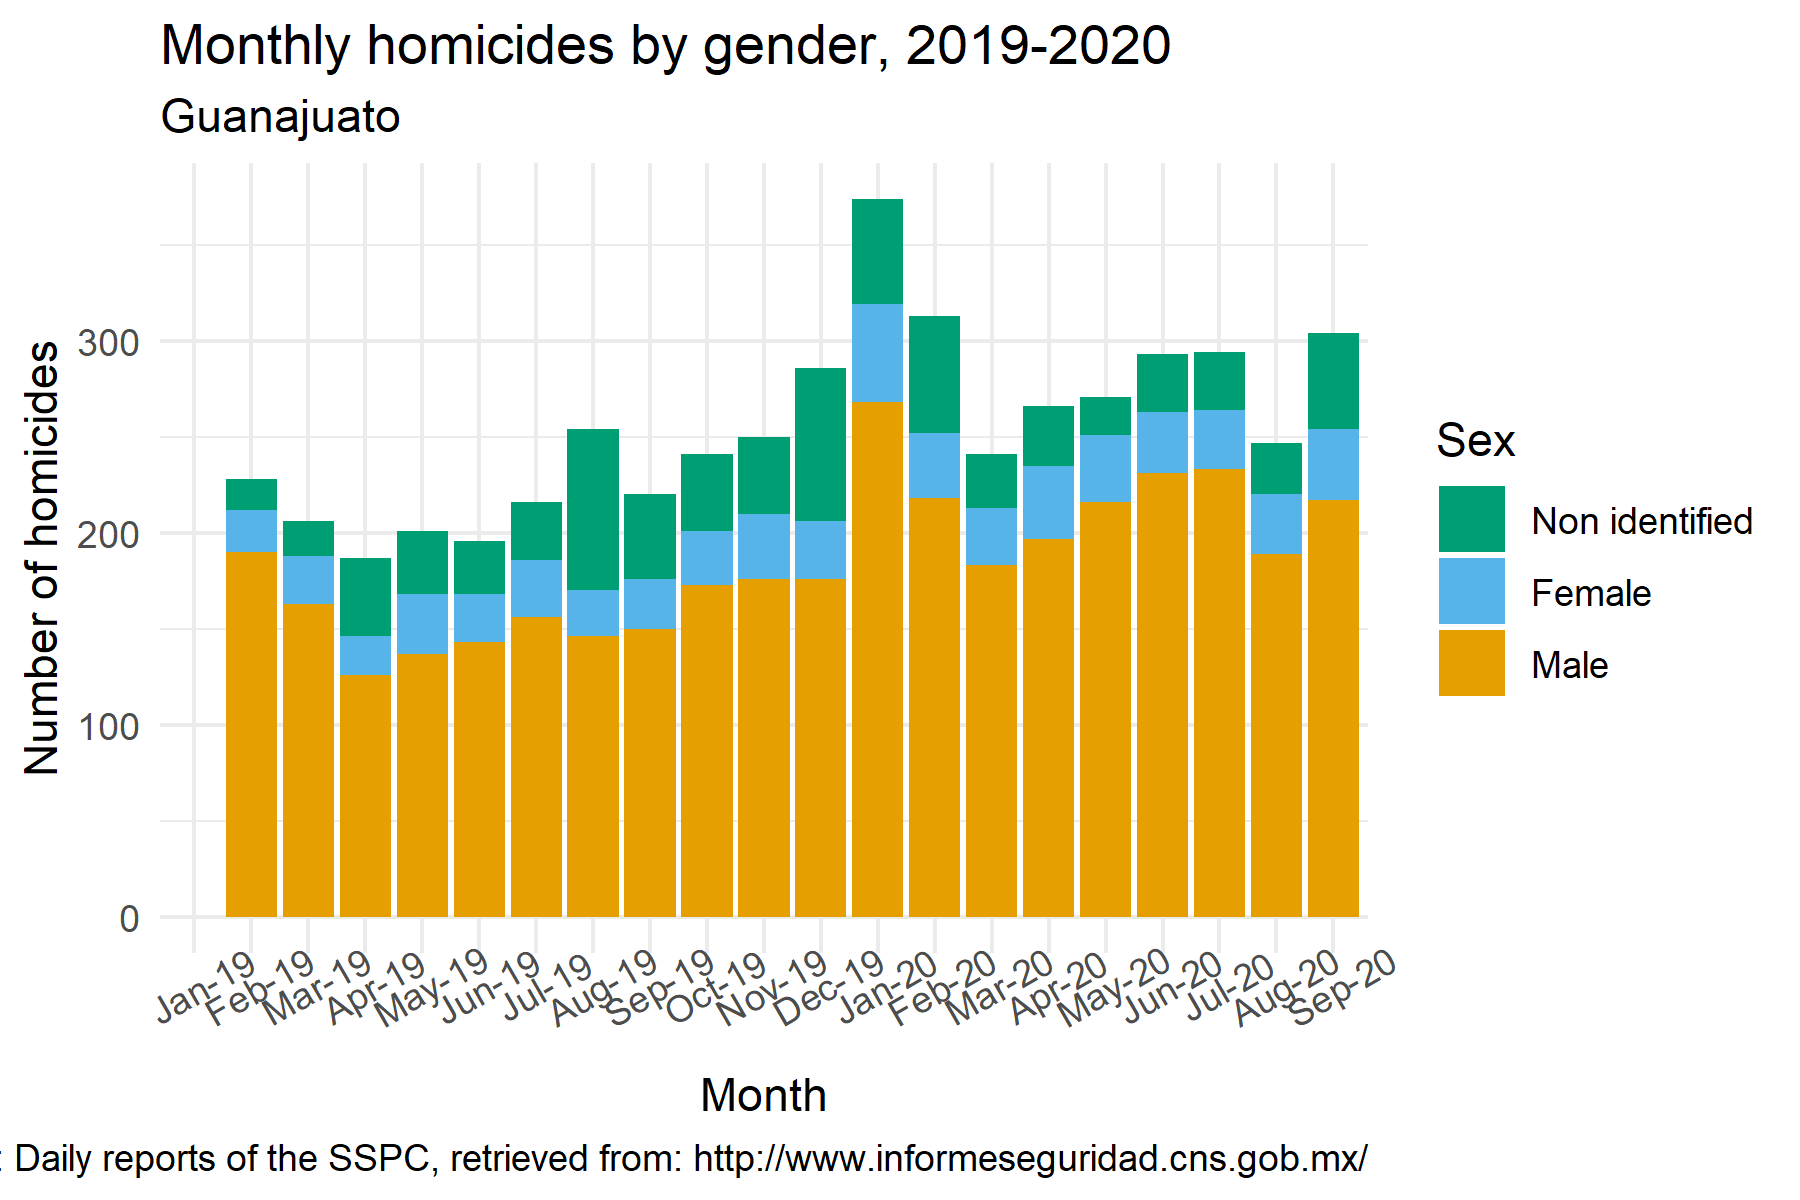 Monthly homicides by gender, 2019-2020
Guanajuato
Number of homicides
300
200
100
0
Jan-19
Feb-19
Mar-19
Apr-19
May-19
Jun-19
Jul-19
Aug-19
Sep-19
Oct-19
Nov-19
Dec-19
Jan-20
Feb-20
Mar-20
Apr-20
May-20
Jun-20
Jul-20
Aug-20
Sep-20
Month
Sex
Non identified
Female
Male
: Daily reports of the SSPC, retrieved from: http://www.informeseguridad.cns.gob.mx/